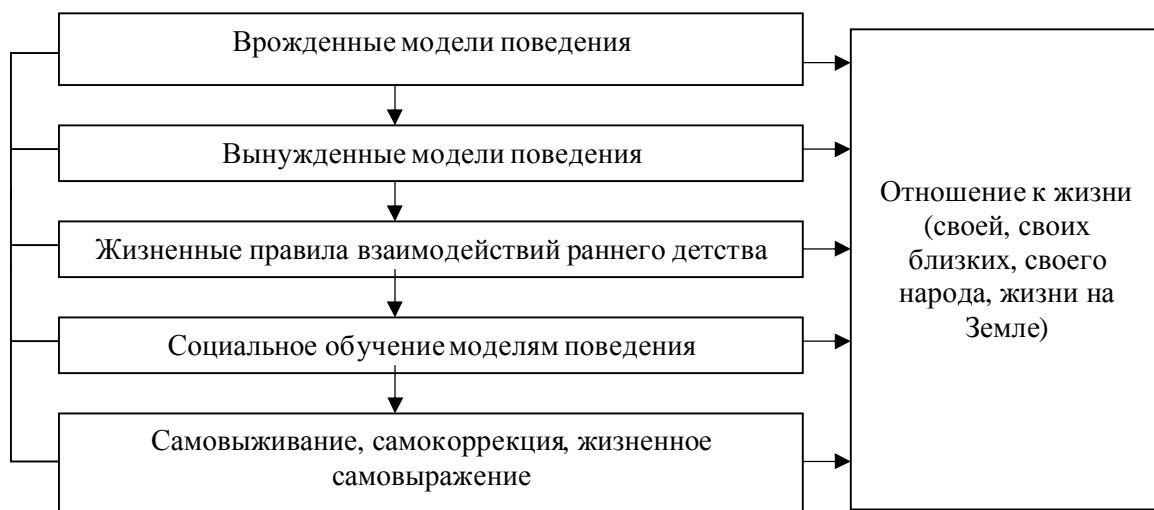 Врожденные модели поведения
Вынужденные модели поведения
Жизненные правила взаимодействий раннего детства
Социальное обучение моделям поведения
Самовыживание, самокоррекция, жизненное
самовыражение
Отношение к жизни
(своей, своих
близких, своего
народа, жизни на
Земле)